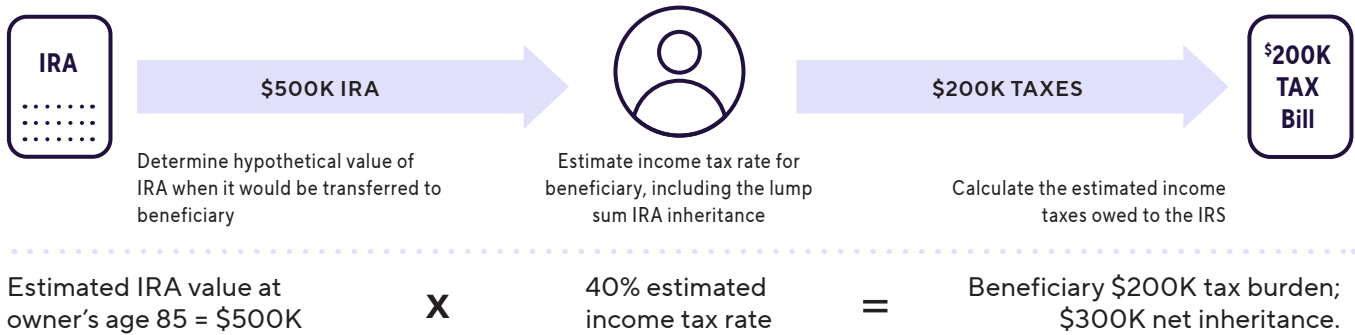 IRA
$500K IRA
$200K TAXES
$200K
TAX
Bill
Determine hypothetical value of
IRA when it would be transferred to
beneficiary
Estimate income tax rate for
beneficiary, including the lump
sum IRA inheritance
Calculate the estimated income
taxes owed to the IRS
Estimated IRA value at
owner’s age 85 = $500K
x
40% estimated
income tax rate
=
Beneficiary $200K tax burden;
$300K net inheritance.